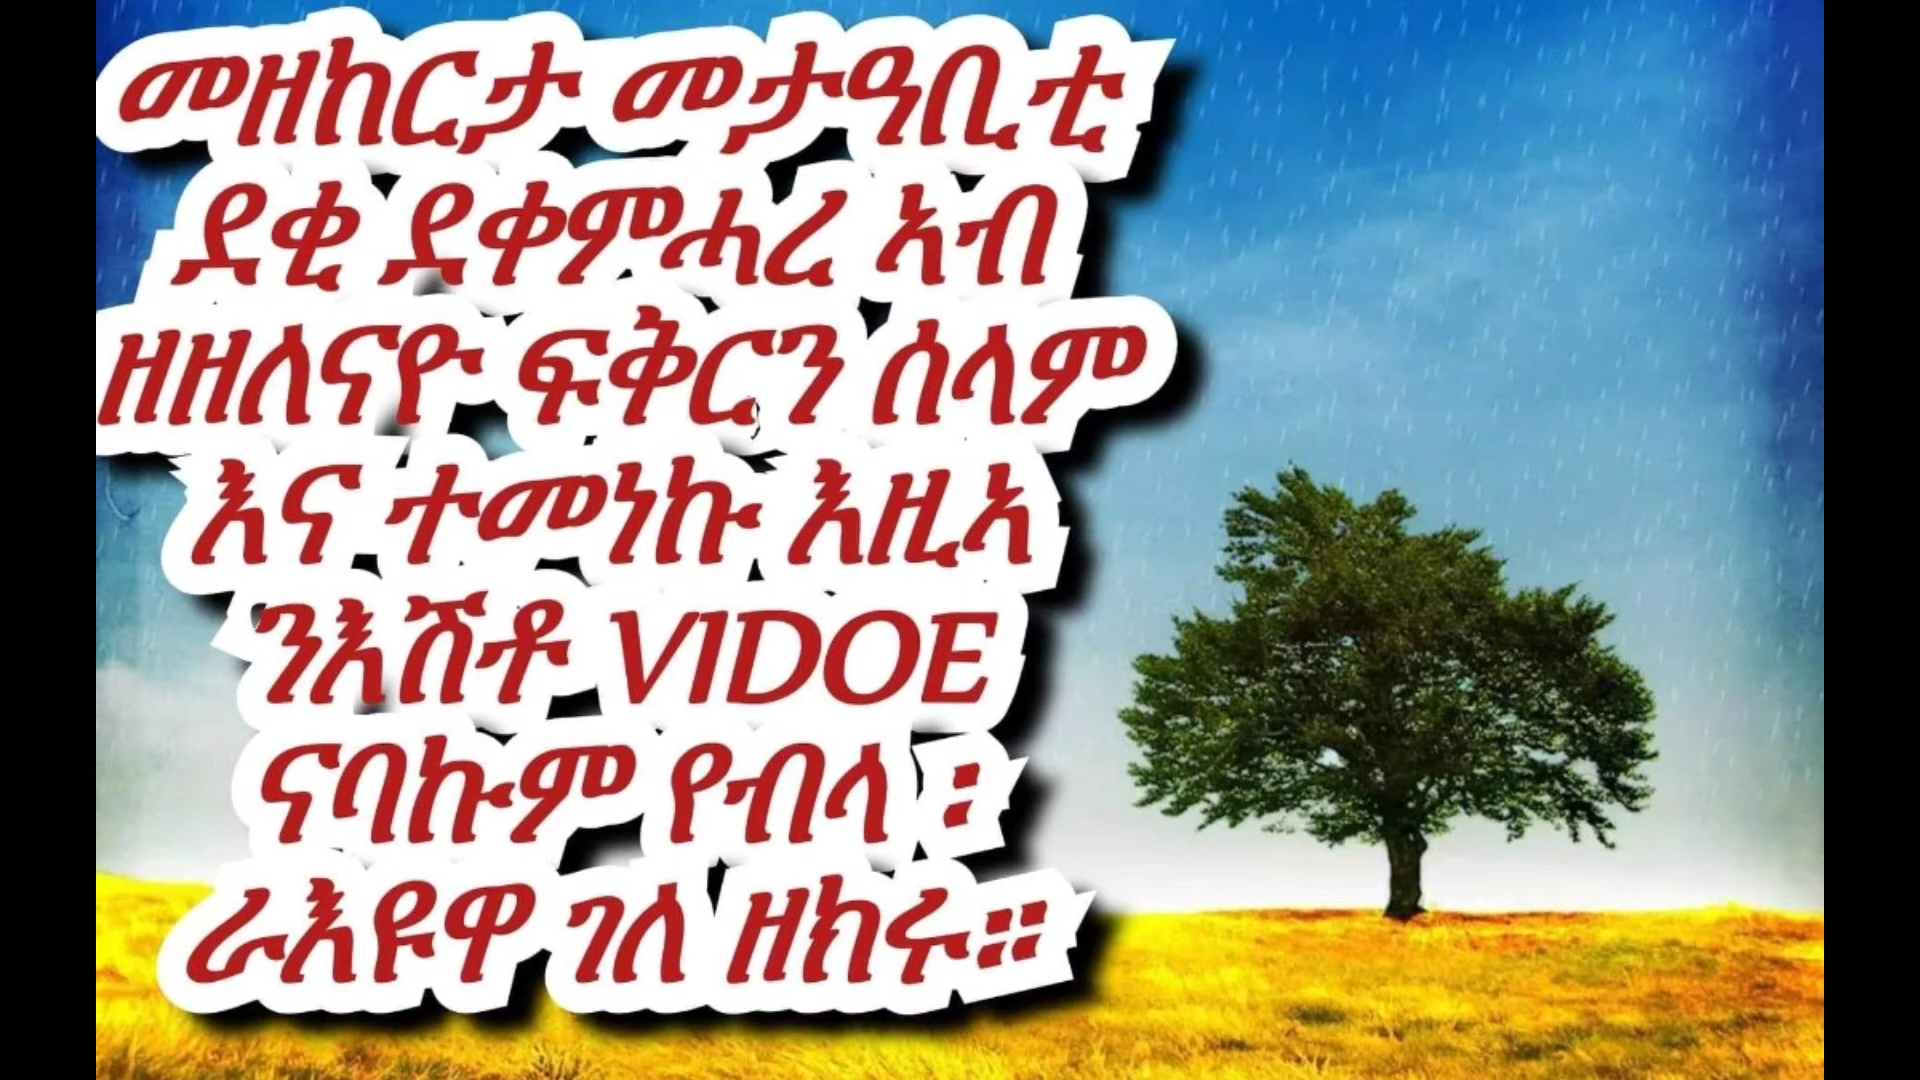 መዘከርታ መታዓቢቲ
ደቂ ደቀምሓረ ኣብ
ዘዘለናዮ ፍቅርን ሰላም
እና ተመነኩ እዚኣ
ንእሽቶ VIDOE
ናባኩም የብላ ፡
ራእዩዋ ገለ ዘክሩ።